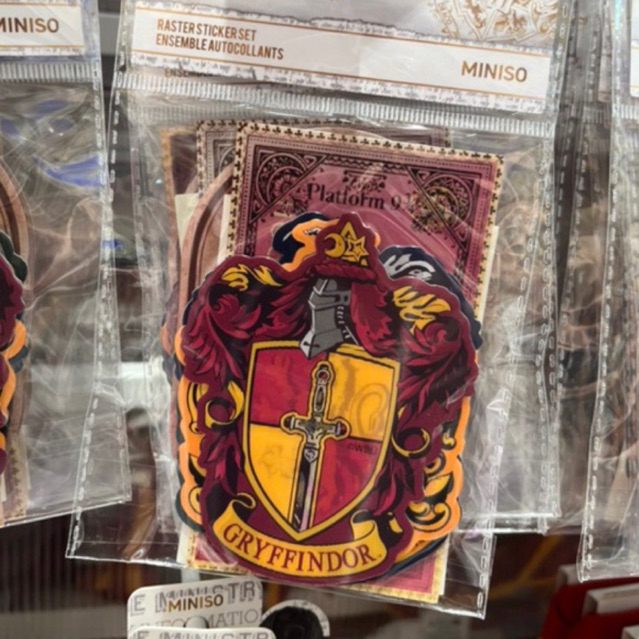 MINISO
RASTER STICKER SET
ENSEMBLE AUTOCOLLANTS
MINISO
Platform 9
GRYFFINDOR
MINISO